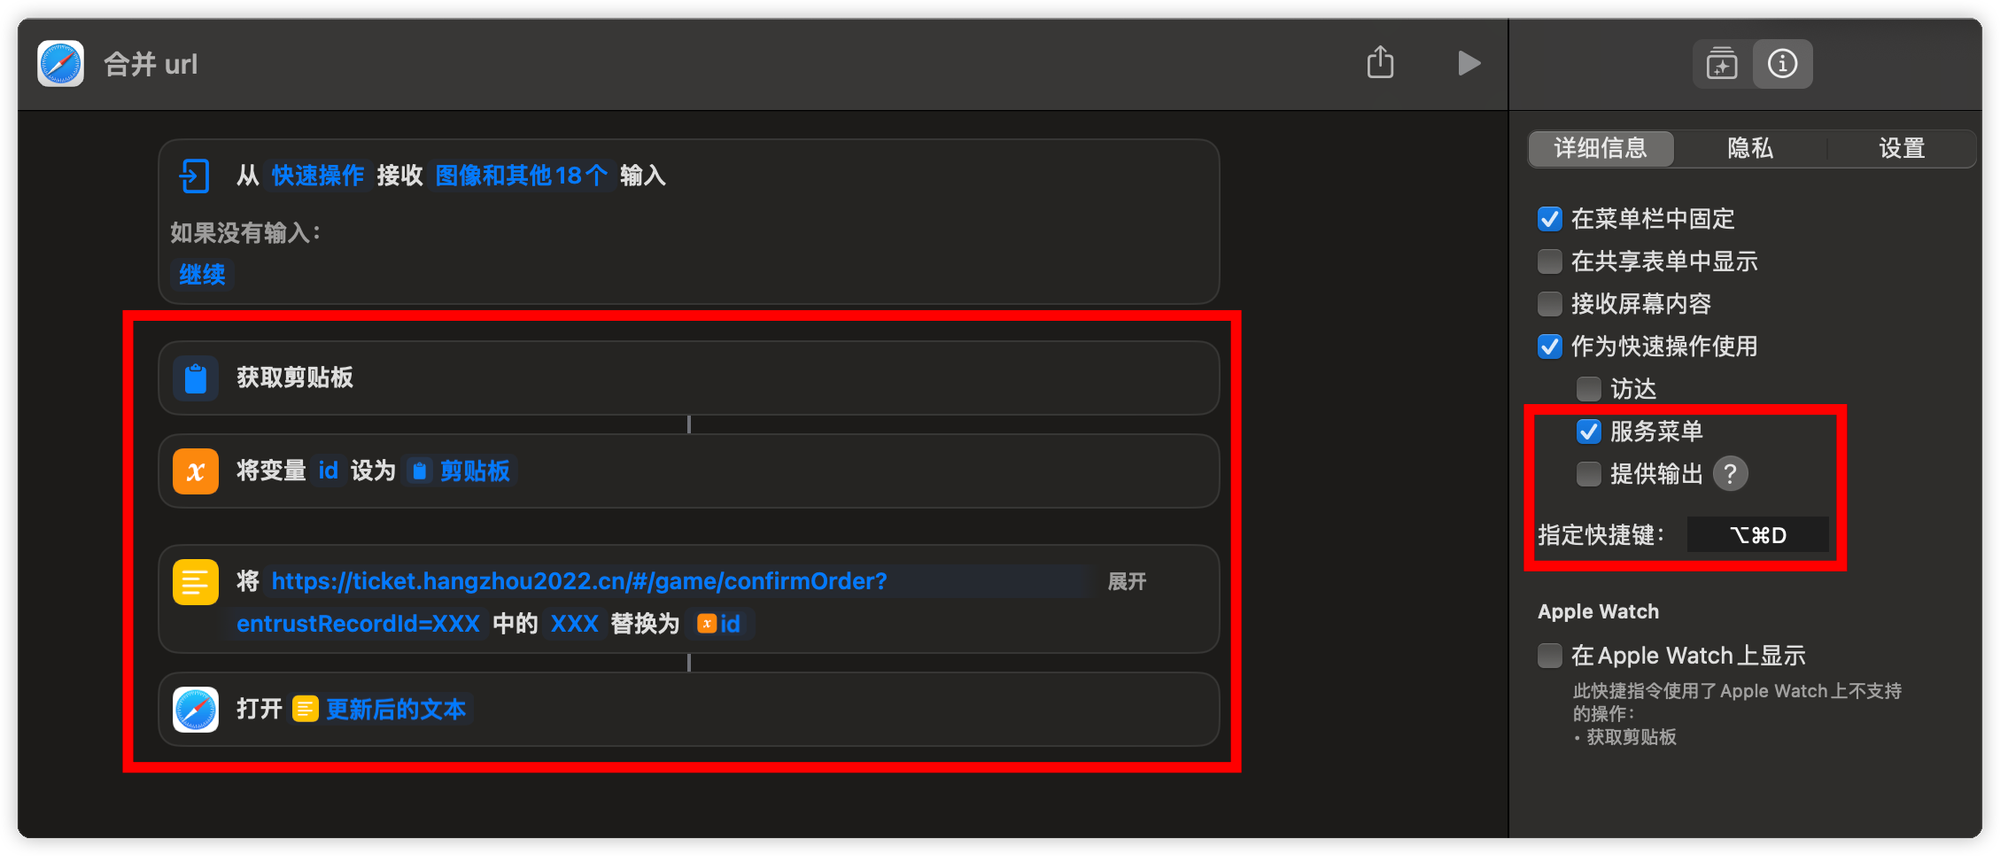 合并 url
从 快速操作 接收 图像和其他18个 输入
如果没有输入：
继续
获取剪贴板
x 将变量 id 设为 剪贴板
将 https://ticket.hangzhou2022.cn/#/game/confirmOrder? 展开
entrustRecordId=XXX 中的 XXX 替换为 x id
打开 更新后的文本
详细信息 隐私 设置
在菜单栏中固定
在共享表单中显示
接收屏幕内容
作为快速操作使用
访达
服务菜单
提供输出 ?
指定快捷键： ⌥⌘D
Apple Watch
在Apple Watch上显示
此快捷指令使用了Apple Watch上不支持
的操作：
• 获取剪贴板